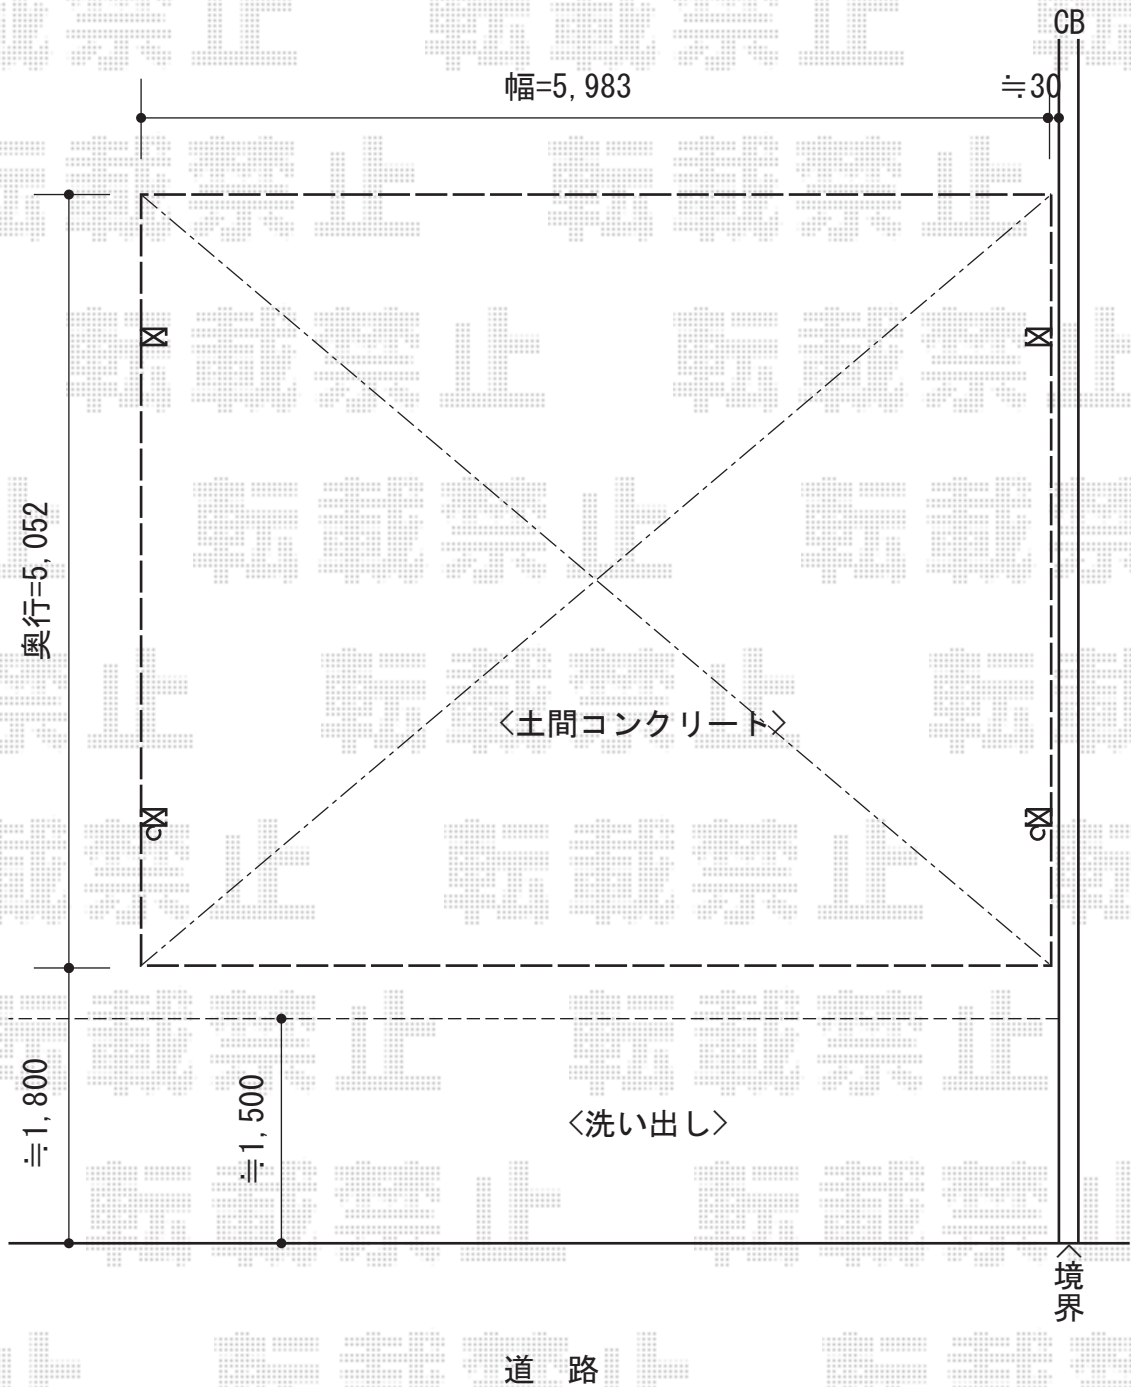 CB
幅=5,983
≒30
奥行=5,052
<土間コンクリート>
≒1,800
≒1,500
<洗い出し>
境界
道 路
転載禁止